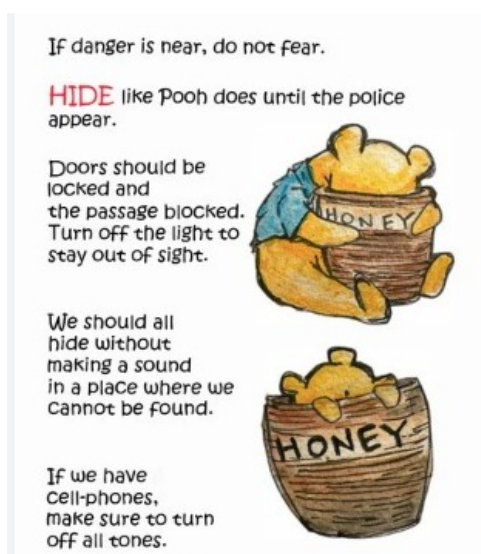 If danger is near, do not fear.
HIDE like Pooh does until the police
appear.
Doors should be
locked and
the passage blocked.
Turn off the light to
stay out of sight.
HONEY
We should all
hide without
making a sound
in a place where we
cannot be found.
HONEY
If we have
cell-phones,
make sure to turn
off all tones.